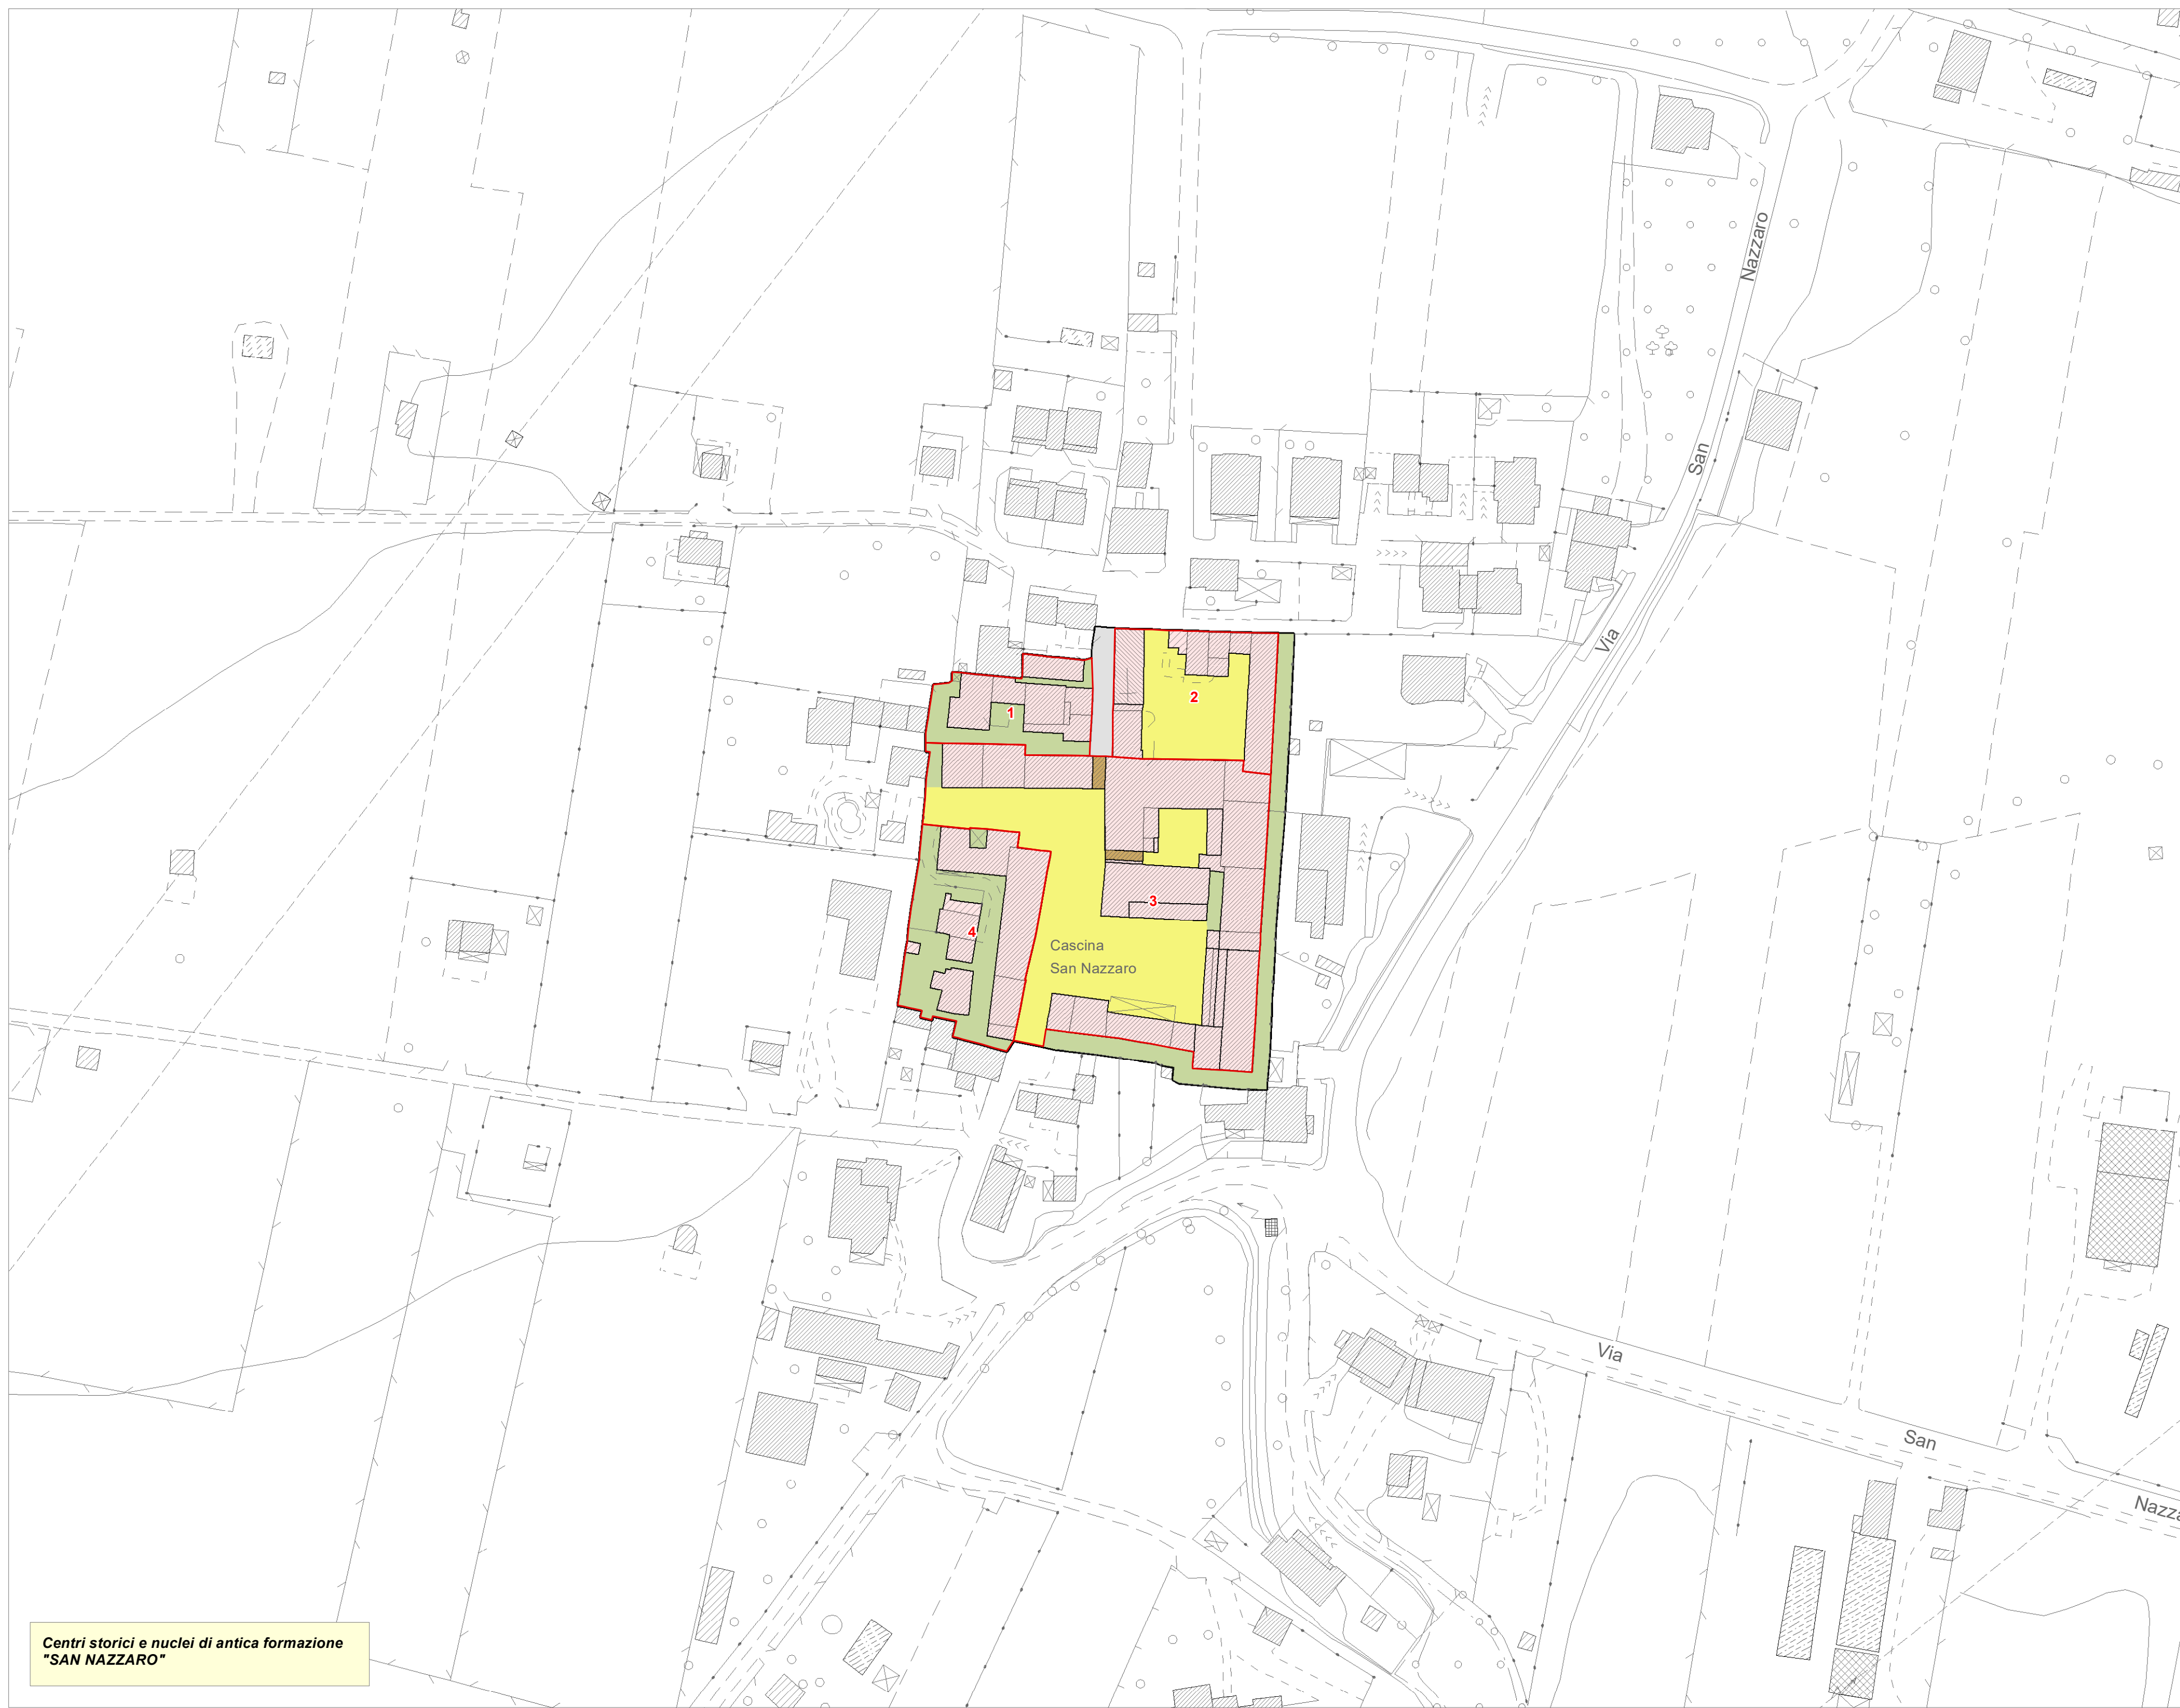 Nazzaro
San
Via
2
1
3
4
Cascina
San Nazzaro
Via
San
Nazza
Centri storici e nuclei di antica formazione
"SAN NAZZARO"